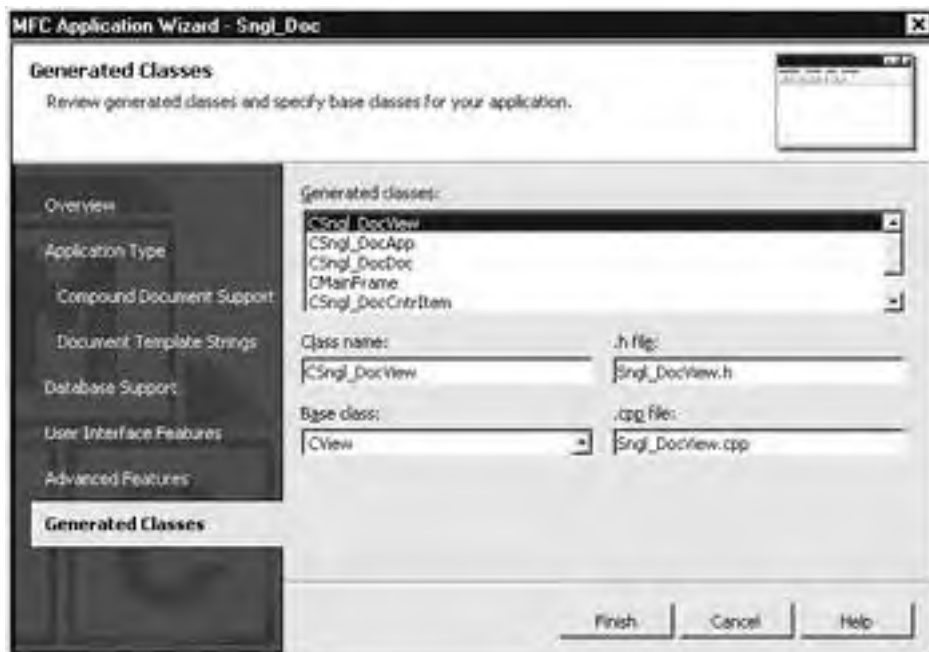 MFC Application Wizard - Sngl_Doc
Generated Classes
Review generated classes and specify base classes for your application.
Overview
Application Type
Compound Document Support
Document Template Strings
Database Support
User Interface Features
Advanced Features
Generated Classes
Generated classes:
CSngl_DocView
CSngl_DocApp
CSngl_DocDoc
CMainFrame
CSngl_DocCntrItem
Class name:
.h file:
CSngl_DocView
Sngl_DocView.h
Base class:
.cpp file:
CView
Sngl_DocView.cpp
Finish
Cancel
Help